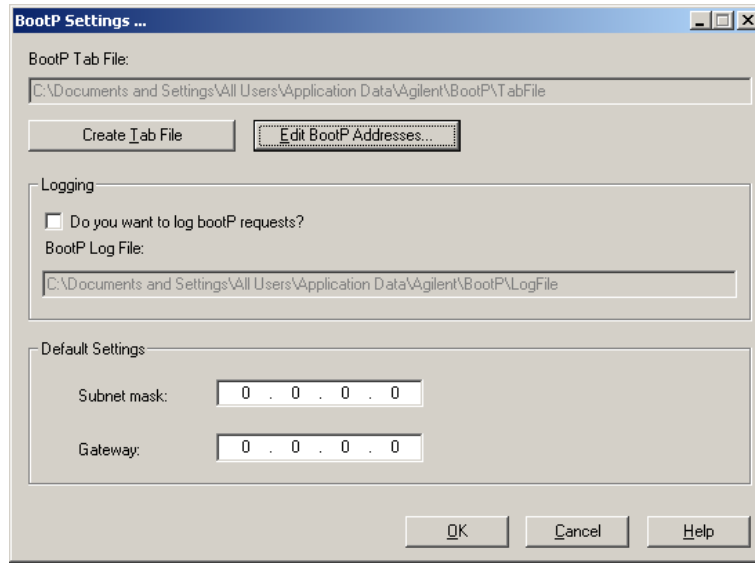 BootP Settings ...
BootP Tab File:
C:\Documents and Settings\All Users\Application Data\Agilent\BootP\TabFile
Create Tab File
Edit BootP Addresses...
Logging
Do you want to log bootP requests?
BootP Log File:
C:\Documents and Settings\All Users\Application Data\Agilent\BootP\LogFile
Default Settings
Subnet mask: 0 . 0 . 0 . 0
Gateway: 0 . 0 . 0 . 0
OK Cancel Help